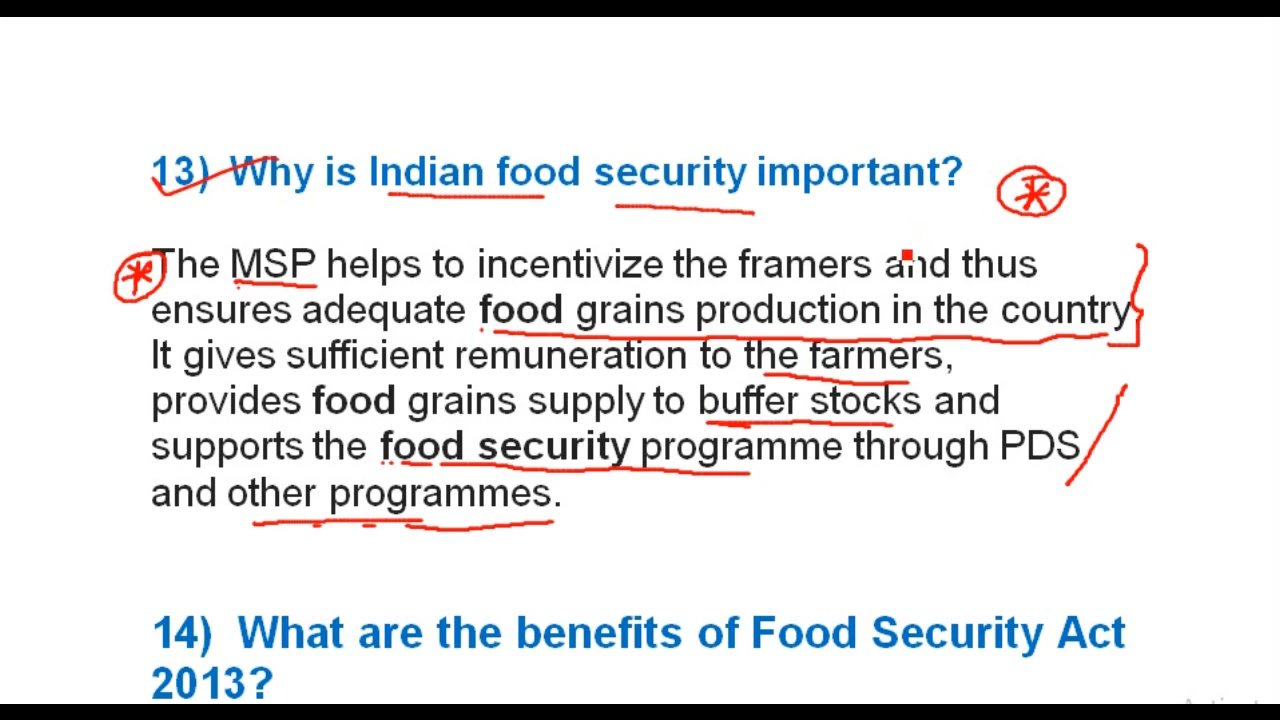 13) Why is Indian food security important?
The MSP helps to incentivize the framers and thus
ensures adequate food grains production in the country
It gives sufficient remuneration to the farmers,
provides food grains supply to buffer stocks and
supports the food security programme through PDS
and other programmes.
14) What are the benefits of Food Security Act
2013?